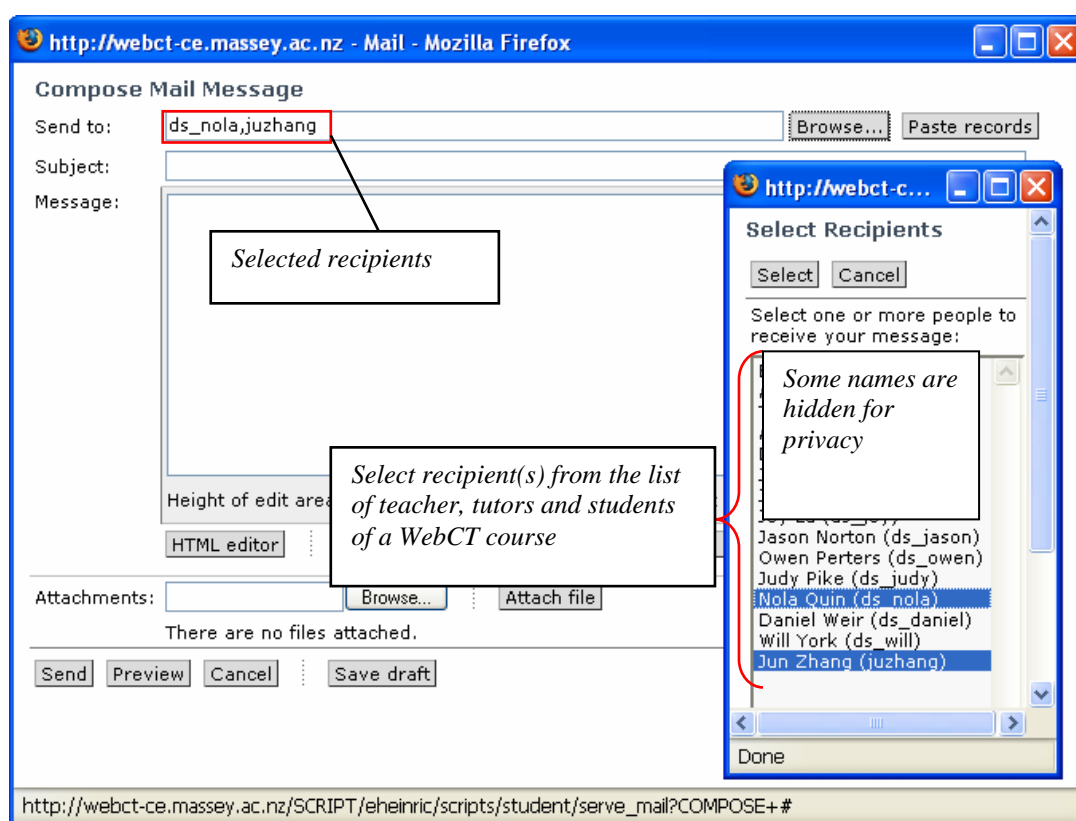 http://webct-ce.massey.ac.nz - Mail - Mozilla Firefox
Compose Mail Message
Send to:
ds_nola,juzhang
Browse...
Paste records
Subject:
Message:
Selected recipients
Height of edit area
Select recipient(s) from the list
of teacher, tutors and students
of a WebCT course
HTML editor
Attachments:
Browse...
Attach file
There are no files attached.
Send
Preview
Cancel
Save draft
http://webct-c...
Select Recipients
Select
Cancel
Select one or more people to
receive your message:
Some names are
hidden for
privacy
Jason Norton (ds_jason)
Owen Perters (ds_owen)
Judy Pike (ds_judy)
Nola Quin (ds_nola)
Daniel Weir (ds_daniel)
Will York (ds_will)
Jun Zhang (juzhang)
Done
http://webct-ce.massey.ac.nz/SCRIPT/eheinric/scripts/student/serve_mail?COMPOSE+#